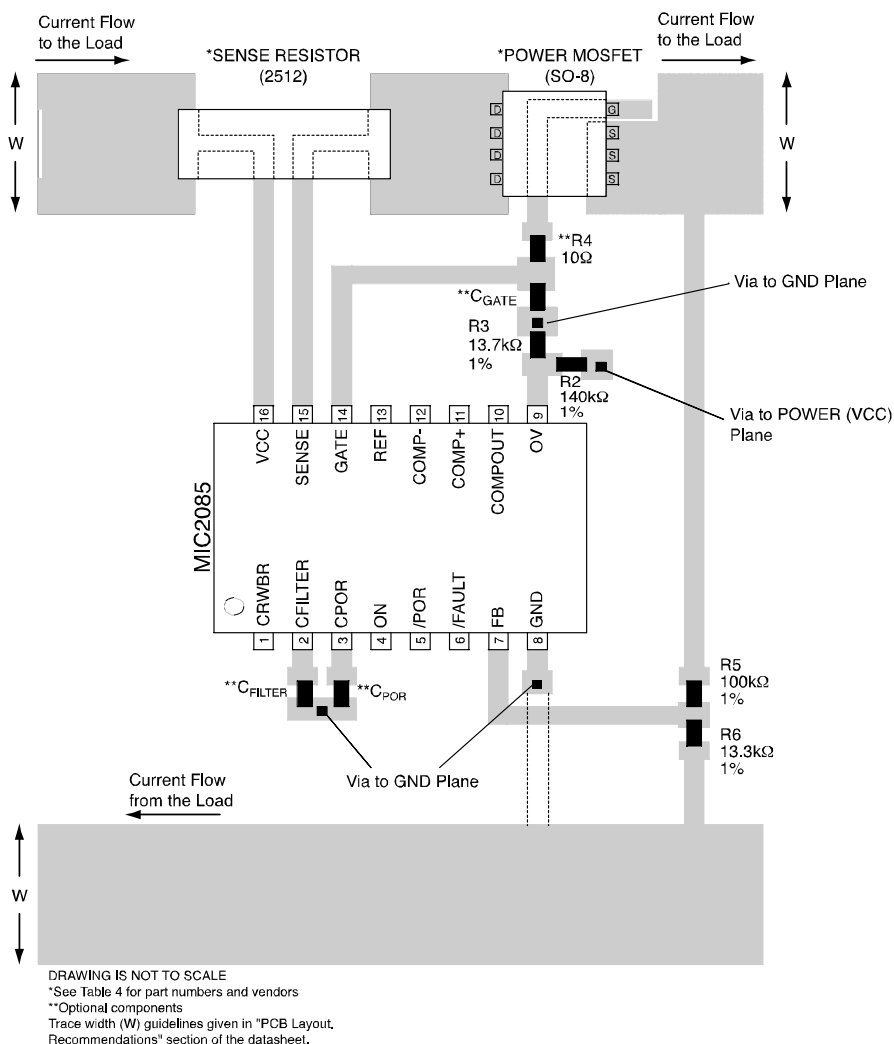 Current Flow
to the Load
*SENSE RESISTOR
(2512)
*POWER MOSFET
(SO-8)
Current Flow
to the Load
W
W
D
D
D
D
G
S
S
S
**R4
10Ω
**C_GATE
Via to GND Plane
R3
13.7kΩ
1%
R2
140kΩ
1%
Via to POWER (VCC)
Plane
16
15
14
13
12
11
10
9
VCC
SENSE
GATE
REF
COMP-
COMP+
COMPOUT
OV
MIC2085
CRWBR
CFILTER
CPOR
ON
/POR
/FAULT
FB
GND
1
2
3
4
5
6
7
8
**C_FILTER
**C_POR
R5
100kΩ
1%
R6
13.3kΩ
1%
Via to GND Plane
Current Flow
from the Load
W
DRAWING IS NOT TO SCALE
*See Table 4 for part numbers and vendors
**Optional components
Trace width (W) guidelines given in "PCB Layout
Recommendations" section of the datasheet.